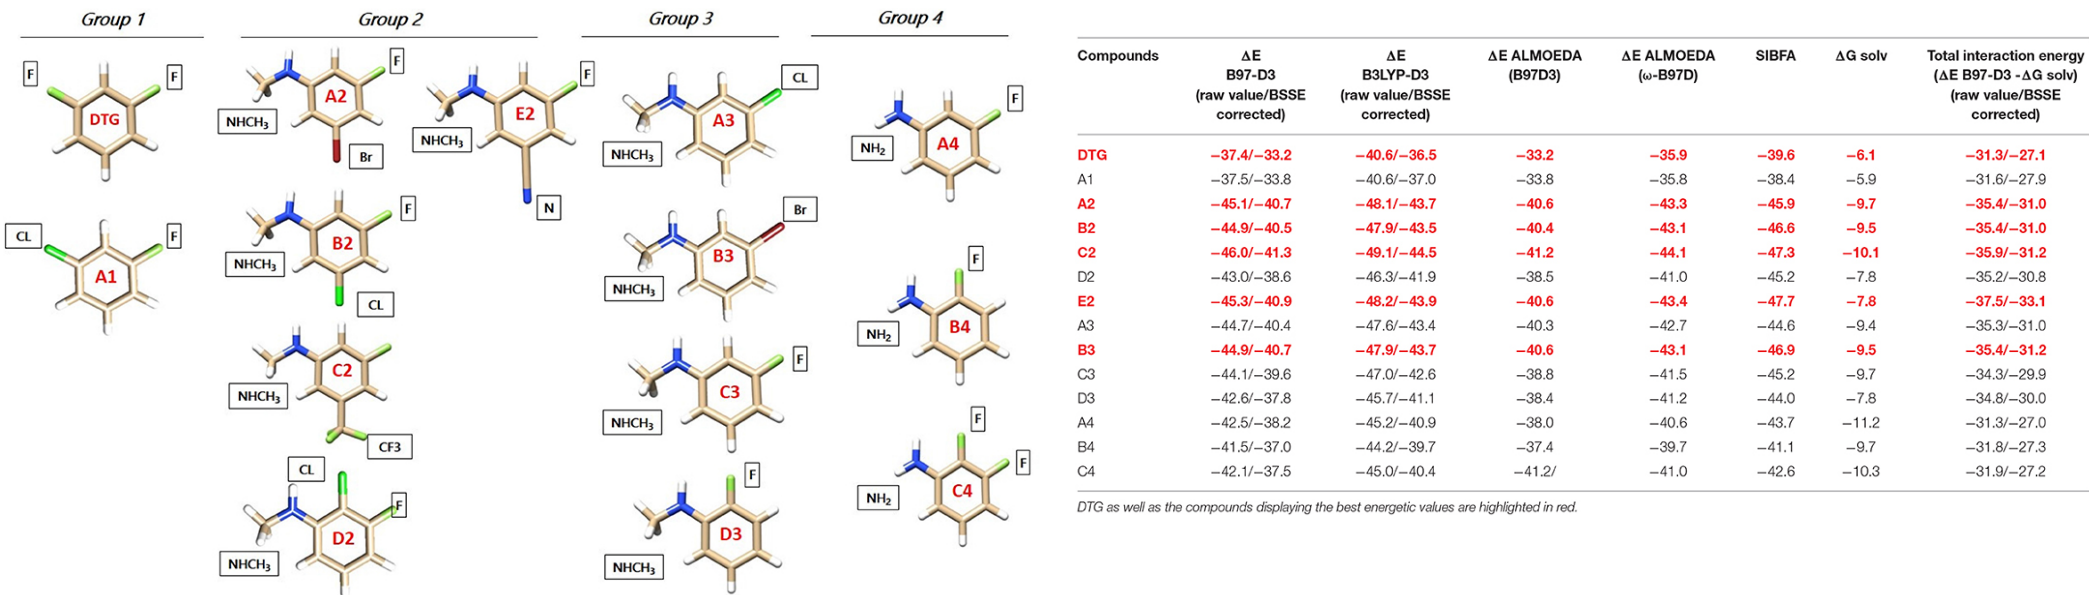 Group 1
Group 2
Group 3
Group 4
F
F
DTG
CL
F
A1
F
A2
NHCH3
Br
F
E2
NHCH3
N
F
B2
NHCH3
CL
C2
NHCH3
CF3
CL
F
D2
NHCH3
CL
A3
NHCH3
Br
B3
NHCH3
F
C3
NHCH3
F
D3
NHCH3
F
A4
NH2
F
B4
NH2
F
F
C4
NH2
Compounds ΔE ΔE ΔE ALMOEDA ΔE ALMOEDA SIBFA ΔG solv Total interaction energy
B97-D3 B3LYP-D3 (B97D3) (ω-B97D) (ΔE B97-D3 -ΔG solv)
(raw value/BSSE (raw value/BSSE (raw value/BSSE
corrected) corrected) corrected)
DTG −37.4/−33.2 −40.6/−36.5 −33.2 −35.9 −39.6 −6.1 −31.3/−27.1
A1 −37.5/−33.8 −40.6/−37.0 −33.8 −35.8 −38.4 −5.9 −31.6/−27.9
A2 −45.1/−40.7 −48.1/−43.7 −40.6 −43.3 −45.9 −9.7 −35.4/−31.0
B2 −44.9/−40.5 −47.9/−43.5 −40.4 −43.1 −46.6 −9.5 −35.4/−31.0
C2 −46.0/−41.3 −49.1/−44.5 −41.2 −44.1 −47.3 −10.1 −35.9/−31.2
D2 −43.0/−38.6 −46.3/−41.9 −38.5 −41.0 −45.2 −7.8 −35.2/−30.8
E2 −45.3/−40.9 −48.2/−43.9 −40.6 −43.4 −47.7 −7.8 −37.5/−33.1
A3 −44.7/−40.4 −47.6/−43.4 −40.3 −42.7 −44.6 −9.4 −35.3/−31.0
B3 −44.9/−40.7 −47.9/−43.7 −40.6 −43.1 −46.9 −9.5 −35.4/−31.2
C3 −44.1/−39.6 −47.0/−42.6 −38.8 −41.5 −45.2 −9.7 −34.3/−29.9
D3 −42.6/−37.8 −45.7/−41.1 −38.4 −41.2 −44.0 −7.8 −34.8/−30.0
A4 −42.5/−38.2 −45.2/−40.9 −38.0 −40.6 −43.7 −11.2 −31.3/−27.0
B4 −41.5/−37.0 −44.2/−39.7 −37.4 −39.7 −41.1 −9.7 −31.8/−27.3
C4 −42.1/−37.5 −45.0/−40.4 −41.2/ −41.0 −42.6 −10.3 −31.9/−27.2
DTG as well as the compounds displaying the best energetic values are highlighted in red.